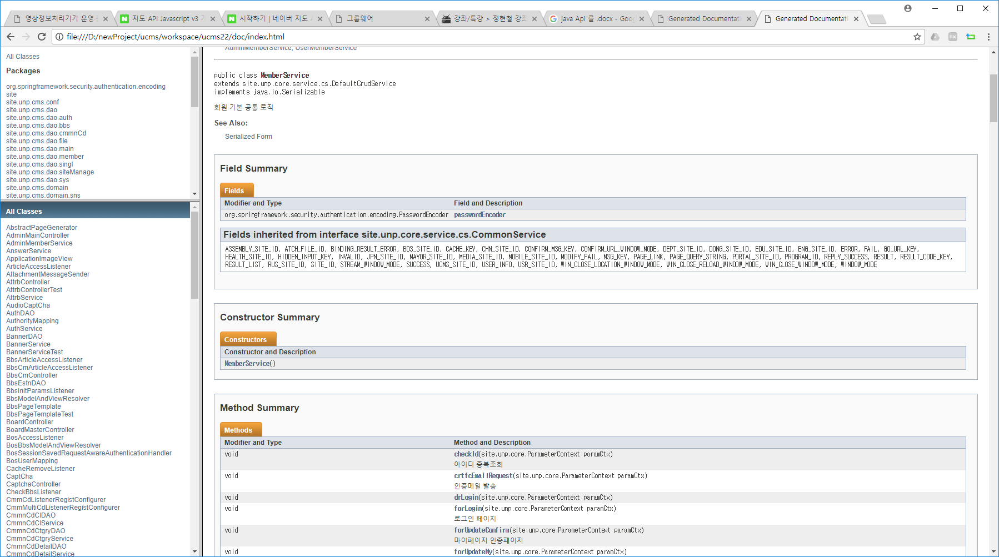 영상정보처리기기 운영
지도 API Javascript v3
시작하기 | 네이버 지도
그룹웨어
강좌/특강 > 정현철 강좌
java Api 를 .docx - Goo
Generated Documentati
Generated Documentati
file:///D:/newProject/ucms/workspace/ucms22/doc/index.html
All Classes
Packages
org.springframework.security.authentication.encoding
site
site.unp.cms.conf
site.unp.cms.dao
site.unp.cms.dao.auth
site.unp.cms.dao.bbs
site.unp.cms.dao.cmmnCd
site.unp.cms.dao.file
site.unp.cms.dao.main
site.unp.cms.dao.member
site.unp.cms.dao.singl
site.unp.cms.dao.siteManage
site.unp.cms.dao.sys
site.unp.cms.domain
site.unp.cms.domain.sns
All Classes
AbstractPageGenerator
AdminMainController
AdminMemberService
AnswerService
ApplicationImageView
ArticleAccessListener
AttachmentMessageSender
AttrbController
AttrbControllerTest
AttrbService
AudioCaptCha
AuthDAO
AuthorityMapping
AuthService
BannerDAO
BannerService
BannerServiceTest
BbsArticleAccessListener
BbsCmArticleAccessListener
BbsCmController
BbsEstnDAO
BbsInitParamsListener
BbsModelAndViewResolver
BbsPageTemplate
BbsPageTemplateTest
BoardController
BoardMasterController
BosAccessListener
BosBbsModelAndViewResolver
BosSessionSavedRequestAwareAuthenticationHandler
BosUserMapping
CacheRemoveListener
CaptCha
CaptchaController
CheckBbsListener
CmmCdListenerRegistConfigurer
CmmMultiCdListenerRegistConfigurer
CmmnCdClDAO
CmmnCdClService
CmmnCdCtgryDAO
CmmnCdCtgryService
CmmnCdDetailDAO
CmmnCdDetailService
AdminMemberService, UserMemberService
public class MemberService
extends site.unp.core.service.cs.DefaultCrudService
implements java.io.Serializable
회원 기본 공통 로직
See Also:
Serialized Form
Field Summary
Fields
Modifier and Type Field and Description
org.springframework.security.authentication.encoding.PasswordEncoder passwordEncoder
Fields inherited from interface site.unp.core.service.cs.CommonService
ASSEMBLY_SITE_ID, ATCH_FILE_ID, BINDING_RESULT_ERROR, BOS_SITE_ID, CACHE_KEY, CHN_SITE_ID, CONFIRM_MSG_KEY, CONFIRM_URL_WINDOW_MODE, DEPT_SITE_ID, DONG_SITE_ID, EDU_SITE_ID, ENG_SITE_ID, ERROR, FAIL, GO_URL_KEY,
HEALTH_SITE_ID, HIDDEN_INPUT_KEY, INVALID, JPN_SITE_ID, MAYOR_SITE_ID, MEDIA_SITE_ID, MOBILE_SITE_ID, MODIFY_FAIL, MSG_KEY, PAGE_LINK, PAGE_QUERY_STRING, PORTAL_SITE_ID, PROGRAM_ID, REPLY_SUCCESS, RESULT, RESULT_CODE_KEY,
RESULT_LIST, RUS_SITE_ID, SITE_ID, STREAM_WINDOW_MODE, SUCCESS, UCMS_SITE_ID, USER_INFO, USR_SITE_ID, WIN_CLOSE_LOCATION_WINDOW_MODE, WIN_CLOSE_RELOAD_WINDOW_MODE, WIN_CLOSE_WINDOW_MODE, WINDOW_MODE
Constructor Summary
Constructors
Constructor and Description
MemberService()
Method Summary
Methods
Modifier and Type Method and Description
void checkId(site.unp.core.ParameterContext paramCtx)
아이디 중복조회
void crtfcEmailRequest(site.unp.core.ParameterContext paramCtx)
인증메일 발송
void drLogin(site.unp.core.ParameterContext paramCtx)
void forLogin(site.unp.core.ParameterContext paramCtx)
로그인 페이지
void forUpdateConfirm(site.unp.core.ParameterContext paramCtx)
마이페이지 인증페이지
void forUpdateMy(site.unp.core.ParameterContext paramCtx)